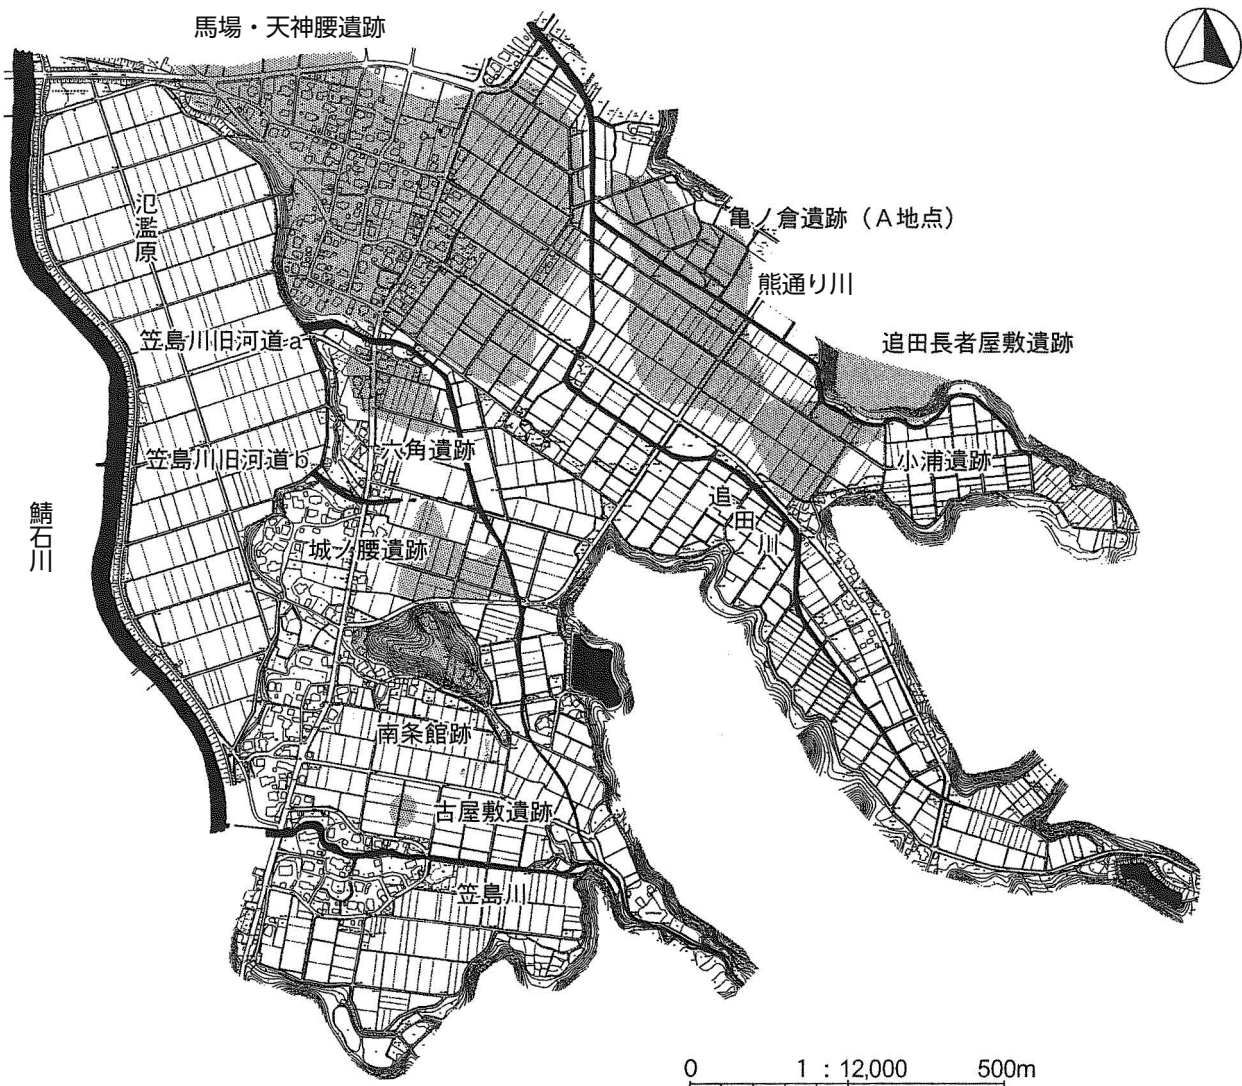 馬場・天神腰遺跡
氾濫原
亀ノ倉遺跡（A地点）
熊通り川
笠島川旧河道a
追田長者屋敷遺跡
六角遺跡
笠島川旧河道b
小浦遺跡
追田川
鯖石川
城ノ腰遺跡
南条館跡
古屋敷遺跡
笠島川
0 1：12,000 500m